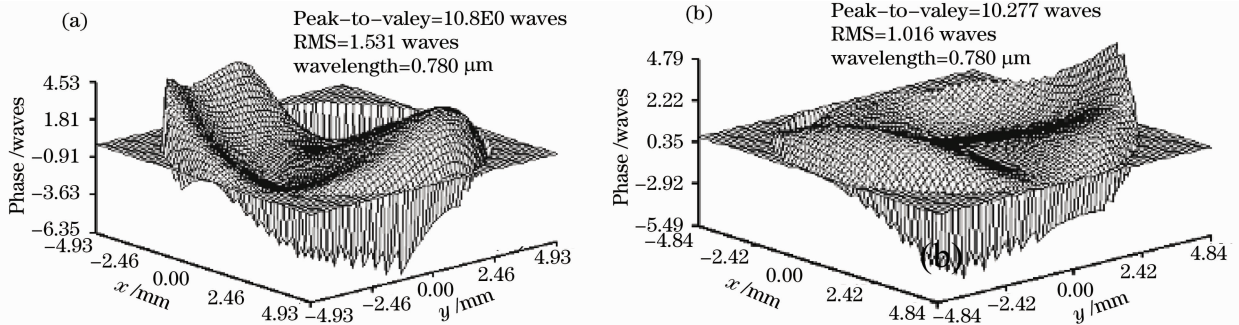 (a)
Peak-to-valey=10.8E0 waves
RMS=1.531 waves
wavelength=0.780 μm
4.53
1.81
-0.91
-3.63
-6.35
Phase /waves
-4.93
-2.46
0.00
2.46
4.93
x /mm
-4.93
-2.46
0.00
2.46
4.93
y /mm
(b)
Peak-to-valey=10.277 waves
RMS=1.016 waves
wavelength=0.780 μm
4.79
2.22
0.35
-2.92
-5.49
Phase /waves
-4.84
-2.42
0.00
2.42
4.84
x /mm
-4.84
-2.42
0.00
2.42
4.84
y /mm
(b)